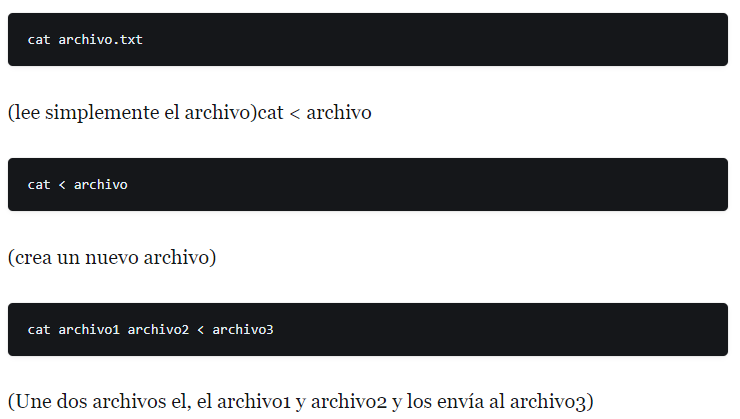 cat archivo.txt
(lee simplemente el archivo)cat < archivo
cat < archivo
(crea un nuevo archivo)
cat archivo1 archivo2 < archivo3
(Une dos archivos el, el archivo1 y archivo2 y los envía al archivo3)